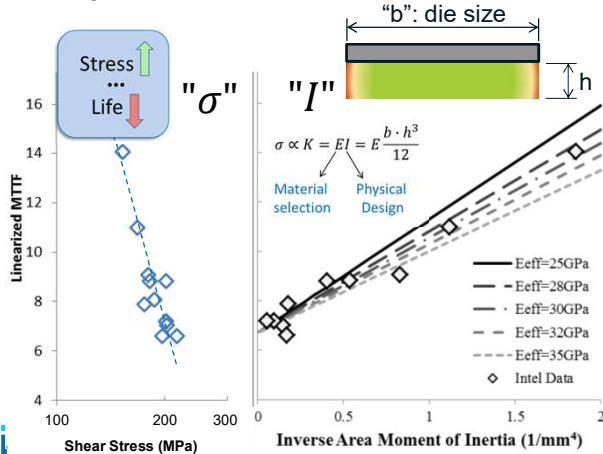 "b": die size
h
Stress
...
Life
"σ"
"I"
σ ∝ K = EI = E b · h³ / 12
Material selection
Physical Design
Linearized MTTF
16
14
12
10
8
6
4
100
200
300
Shear Stress (MPa)
Eeff=25GPa
Eeff=28GPa
Eeff=30GPa
Eeff=32GPa
Eeff=35GPa
Intel Data
0
0.5
1
1.5
2
Inverse Area Moment of Inertia (1/mm⁴)